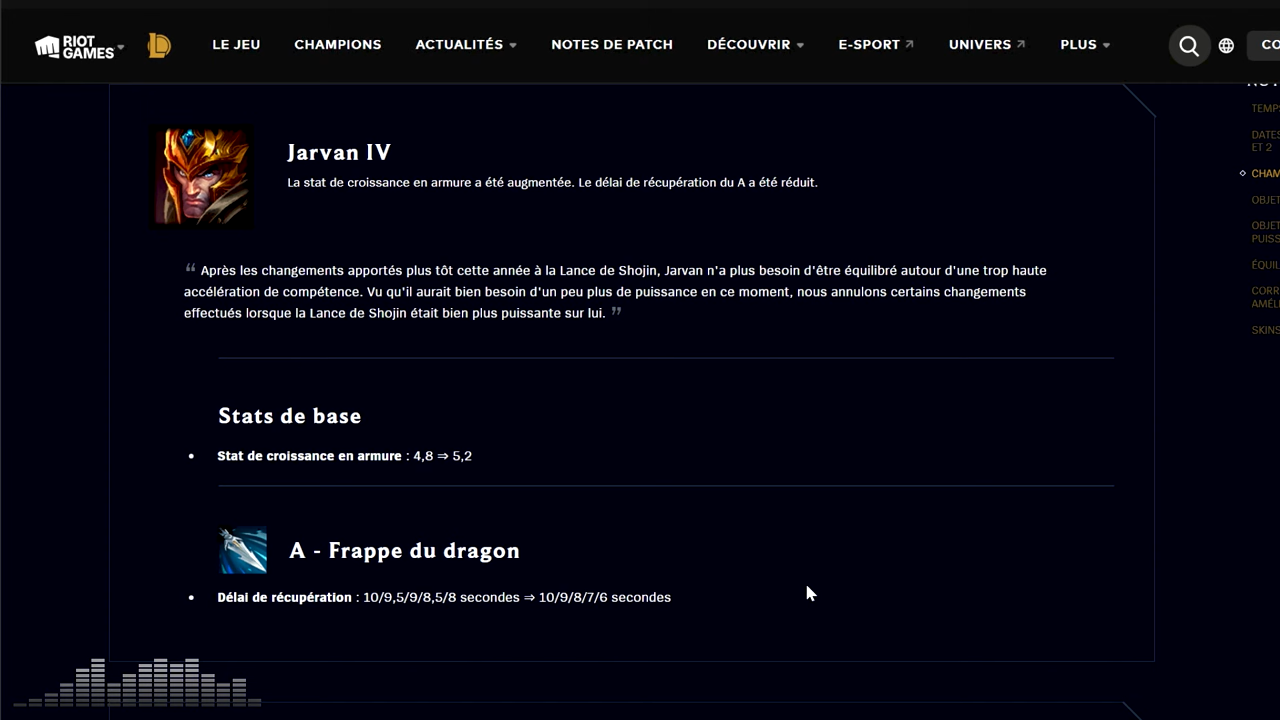 RIOT
GAMES
LE JEU
CHAMPIONS
ACTUALITÉS
NOTES DE PATCH
DÉCOUVRIR
E-SPORT
UNIVERS
PLUS
CO
TEMP
DATES
ET 2
CHAM
OBJET
OBJET
PUISS
ÉQUIL
CORR
AMÉLI
SKINS
Jarvan IV
La stat de croissance en armure a été augmentée. Le délai de récupération du A a été réduit.
“ Après les changements apportés plus tôt cette année à la Lance de Shojin, Jarvan n'a plus besoin d'être équilibré autour d'une trop haute
accélération de compétence. Vu qu'il aurait bien besoin d'un peu plus de puissance en ce moment, nous annulons certains changements
effectués lorsque la Lance de Shojin était bien plus puissante sur lui. ”
Stats de base
• Stat de croissance en armure : 4,8 ⇒ 5,2
A - Frappe du dragon
• Délai de récupération : 10/9,5/9/8,5/8 secondes ⇒ 10/9/8/7/6 secondes